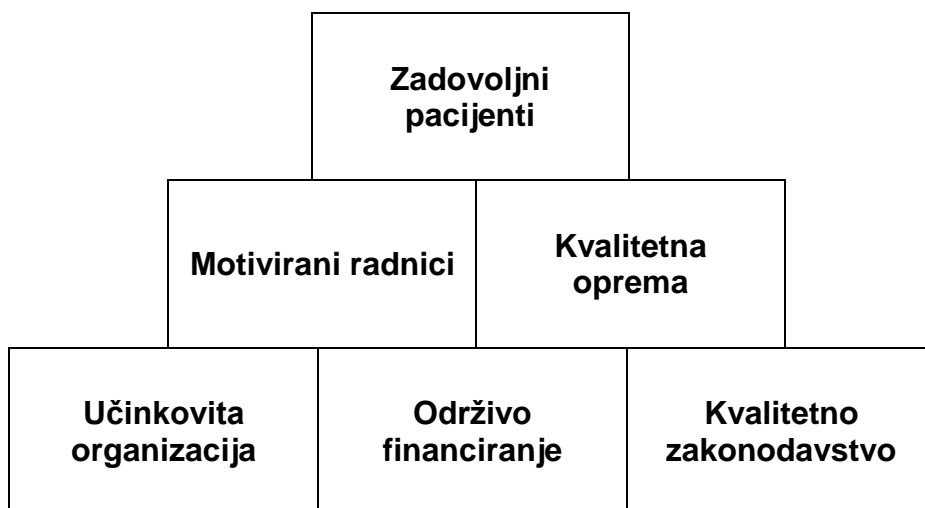 Zadovoljni
pacijenti
Motivirani radnici
Kvalitetna
oprema
Učinkovita
organizacija
Održivo
financiranje
Kvalitetno
zakonodavstvo